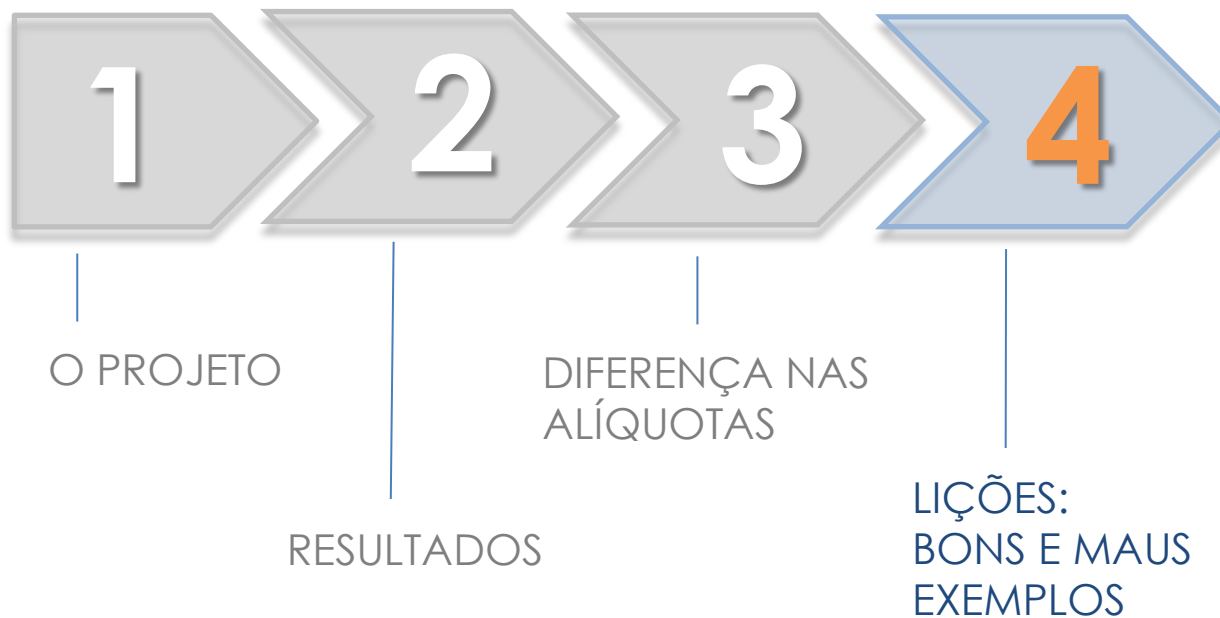 1
2
3
4
O PROJETO
RESULTADOS
DIFERENÇA NAS
ALÍQUOTAS
LIÇÕES:
BONS E MAUS
EXEMPLOS